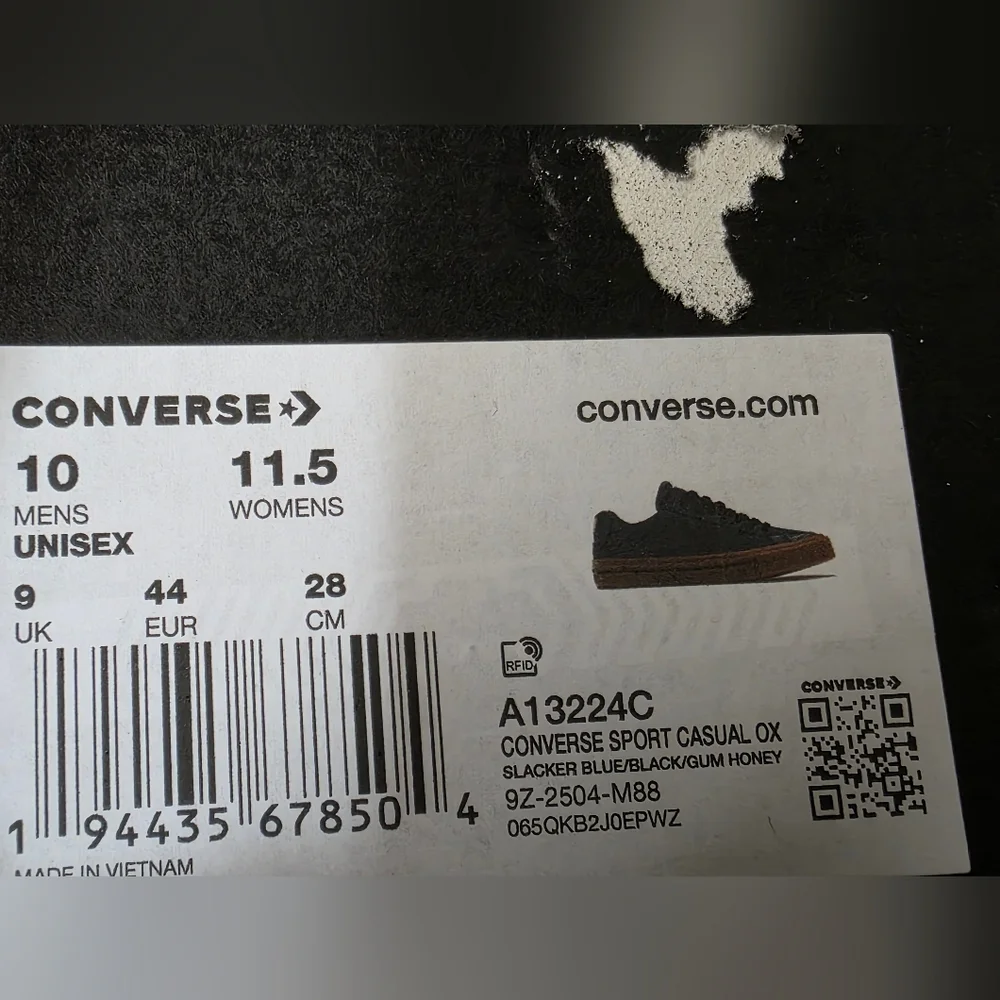 CONVERSE
converse.com
10 11.5
MENS WOMENS
UNISEX
9 44 28
UK EUR CM
RFID
CONVERSE
A13224C
CONVERSE SPORT CASUAL OX
SLACKER BLUE/BLACK/GUM HONEY
9Z-2504-M88
065QKB2J0EPWZ
1 94435 67850 4
MADE IN VIETNAM